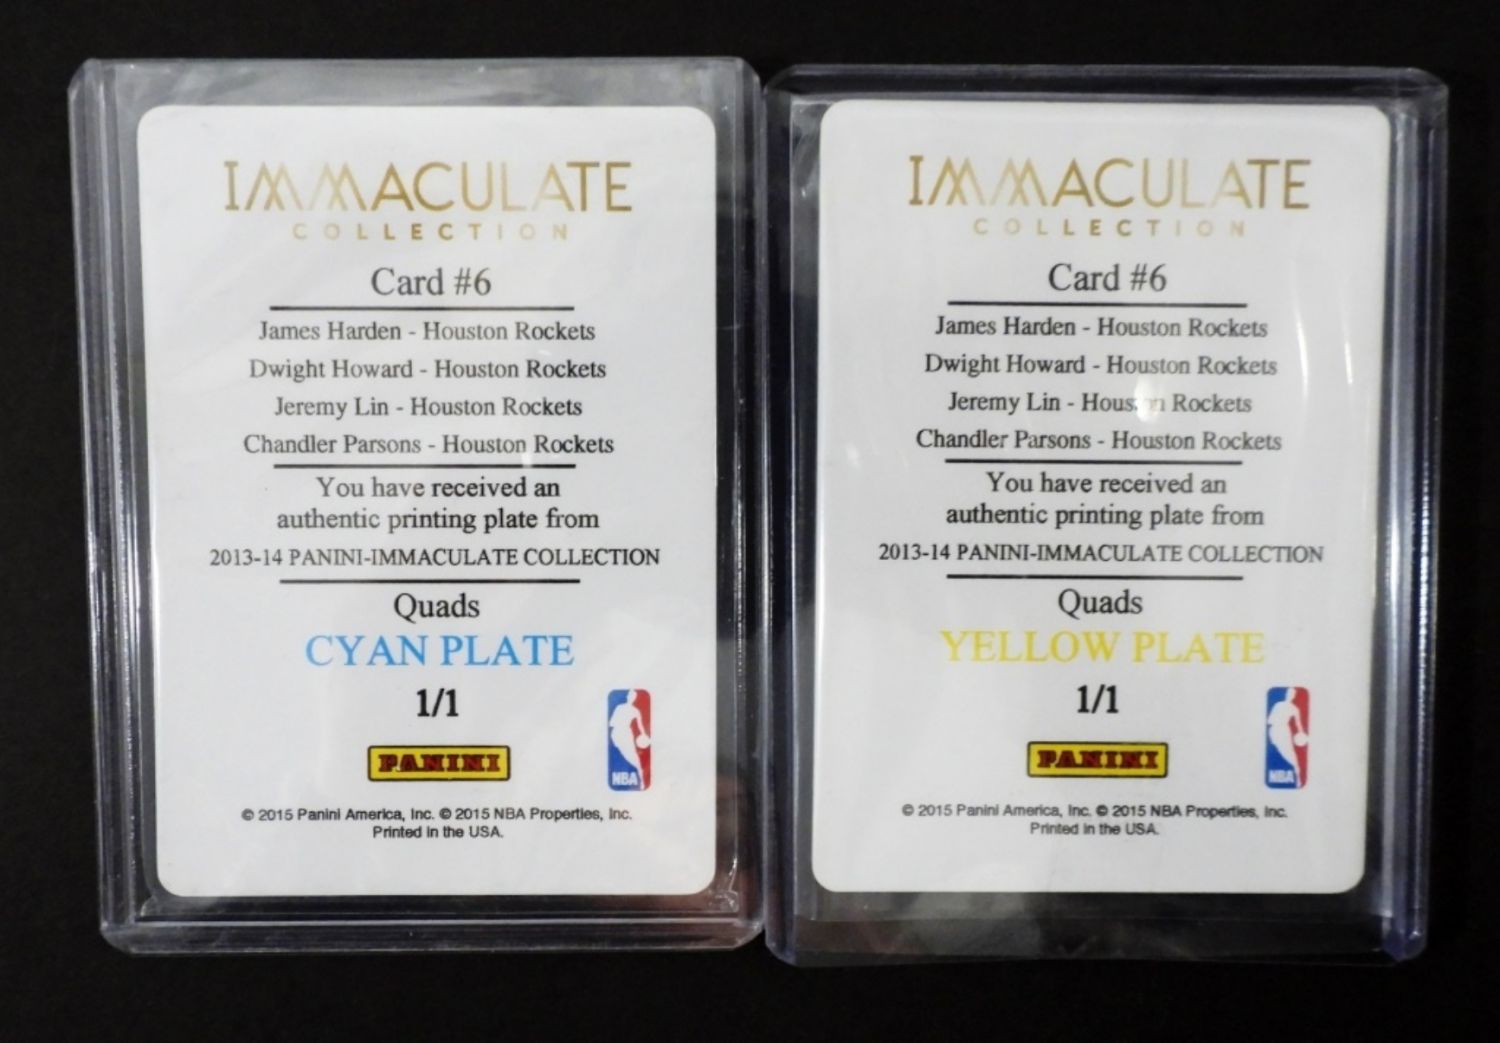 IMMACULATE
COLLECTION
Card #6
James Harden - Houston Rockets
Dwight Howard - Houston Rockets
Jeremy Lin - Houston Rockets
Chandler Parsons - Houston Rockets
You have received an
authentic printing plate from
2013-14 PANINI-IMMACULATE COLLECTION
Quads
CYAN PLATE
1/1
PANINI
NBA
© 2015 Panini America, Inc. © 2015 NBA Properties, Inc.
Printed in the USA.
IMMACULATE
COLLECTION
Card #6
James Harden - Houston Rockets
Dwight Howard - Houston Rockets
Jeremy Lin - Houston Rockets
Chandler Parsons - Houston Rockets
You have received an
authentic printing plate from
2013-14 PANINI-IMMACULATE COLLECTION
Quads
YELLOW PLATE
1/1
PANINI
NBA
© 2015 Panini America, Inc. © 2015 NBA Properties, Inc.
Printed in the USA.